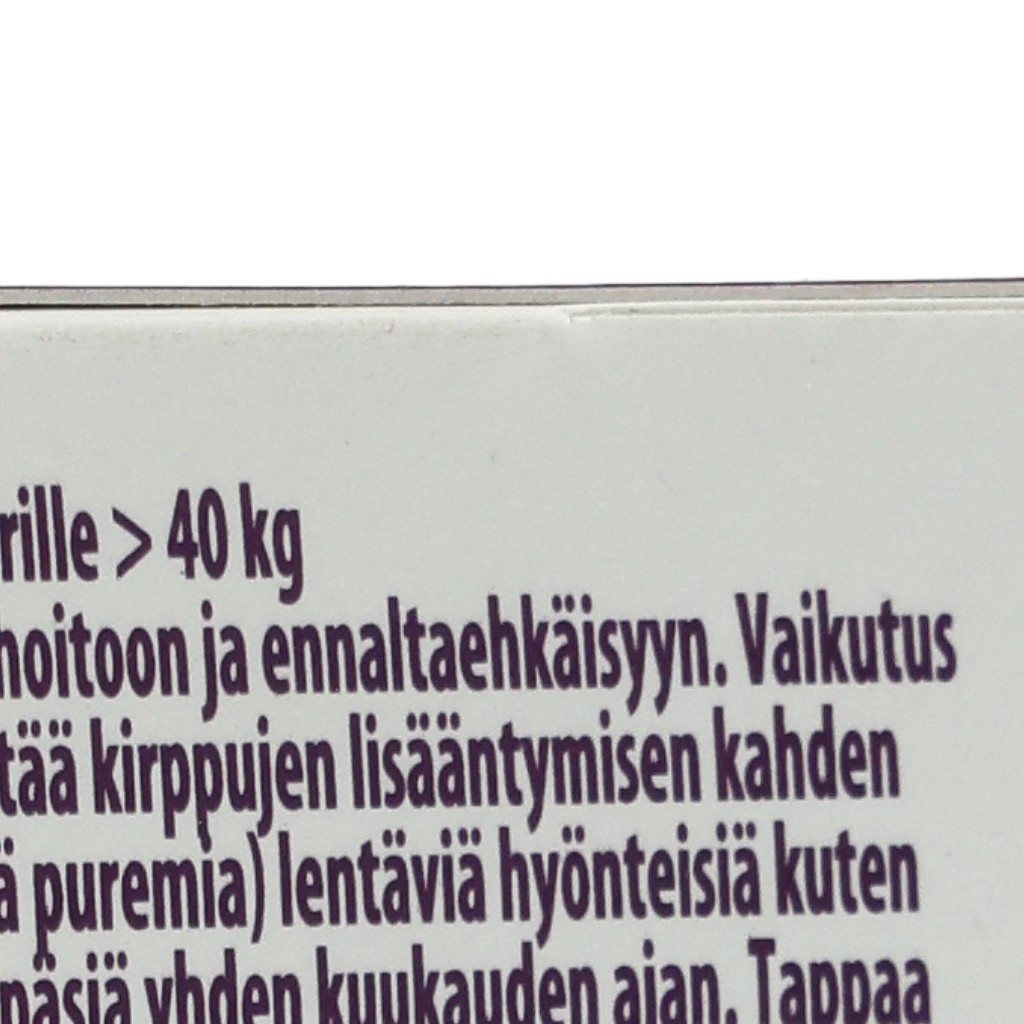 rille > 40 kg
hoitoon ja ennaltaehkäisyyn. Vaikutus
tää kirppujen lisääntymisen kahden
ä puremia) lentäviä hyönteisiä kuten
päsiä yhden kuukauden ajan. Tappaa